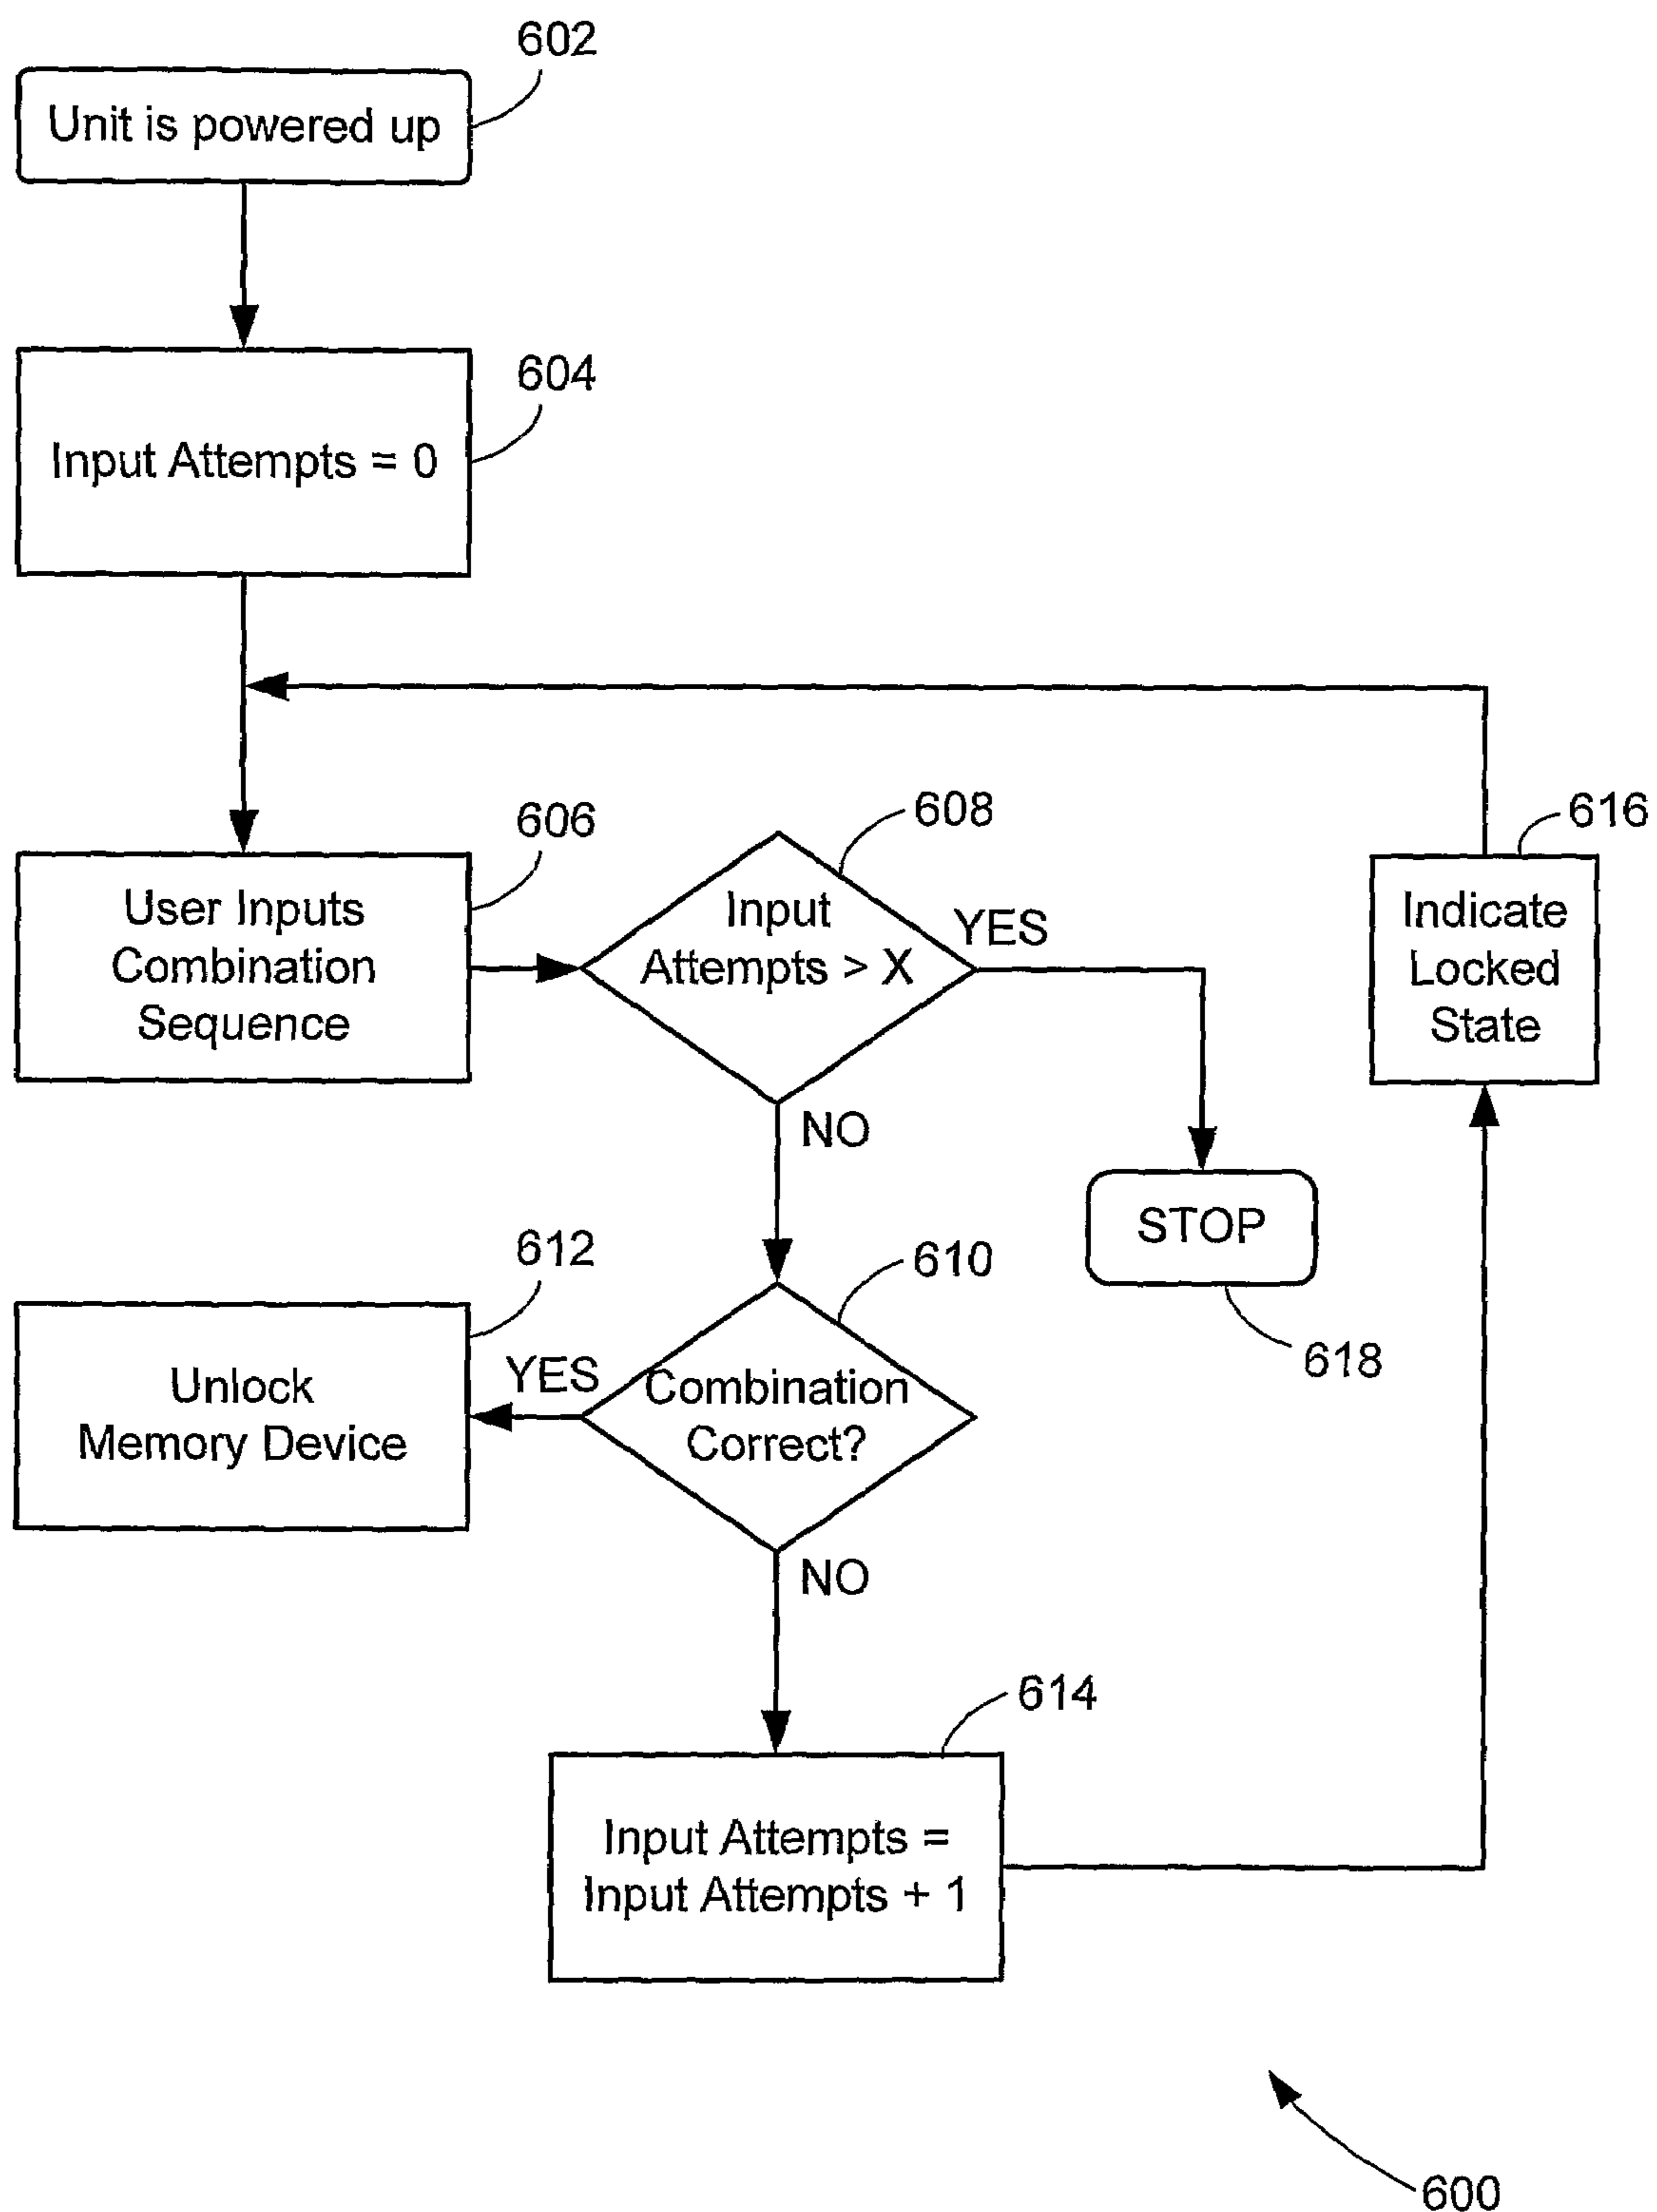 602
Unit is powered up
604
Input Attempts = 0
606
User Inputs
Combination
Sequence
608
Input
Attempts > X
YES
NO
616
Indicate
Locked
State
STOP
618
612
Unlock
Memory Device
YES
610
Combination
Correct?
NO
614
Input Attempts =
Input Attempts + 1
600